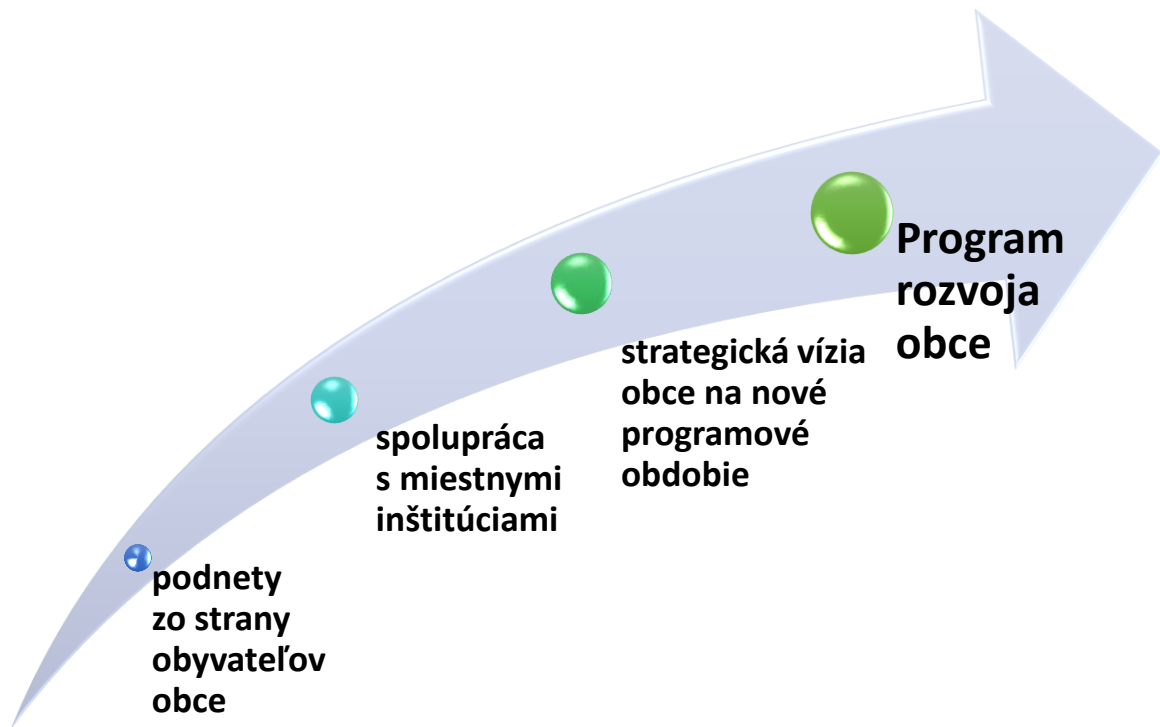 podnety
zo strany
obyvateľov
obce
spolupráca
s miestnymi
inštitúciami
strategická vízia
obce na nové
programové
obdobie
Program
rozvoja
obce